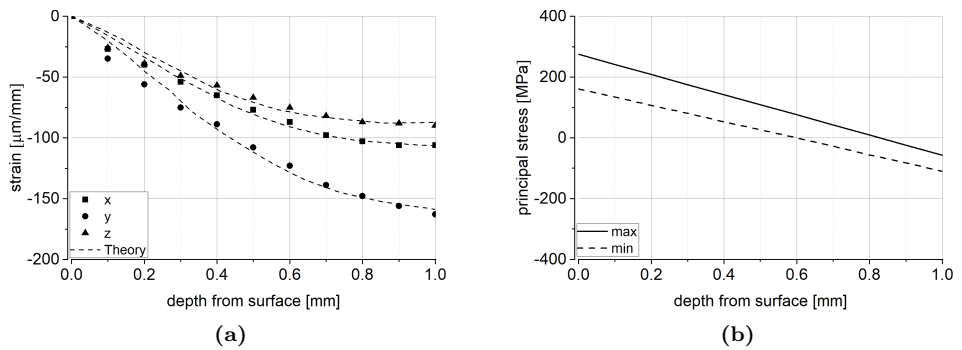 0
-50
-100
-150
-200
strain [µm/mm]
x
y
z
Theory
0.0 0.2 0.4 0.6 0.8 1.0
depth from surface [mm]
(a)
400
200
0
-200
-400
principal stress [MPa]
max
min
0.0 0.2 0.4 0.6 0.8 1.0
depth from surface [mm]
(b)